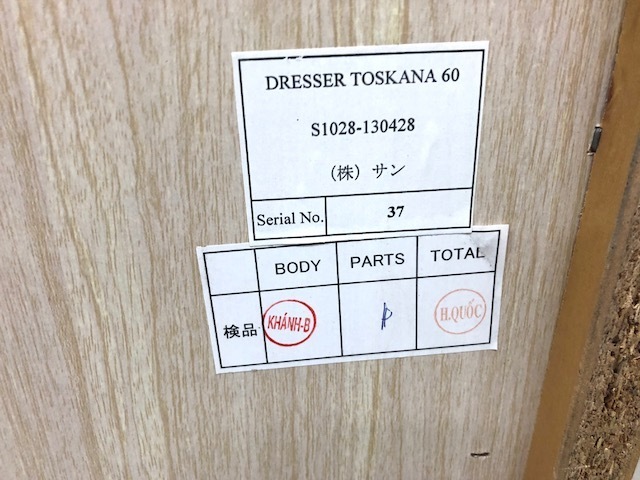 DRESSER TOSKANA 60
S1028-130428
（株）サン
Serial No. 37
BODY PARTS TOTAL
検品 KHÁNH-B H.QUỐC